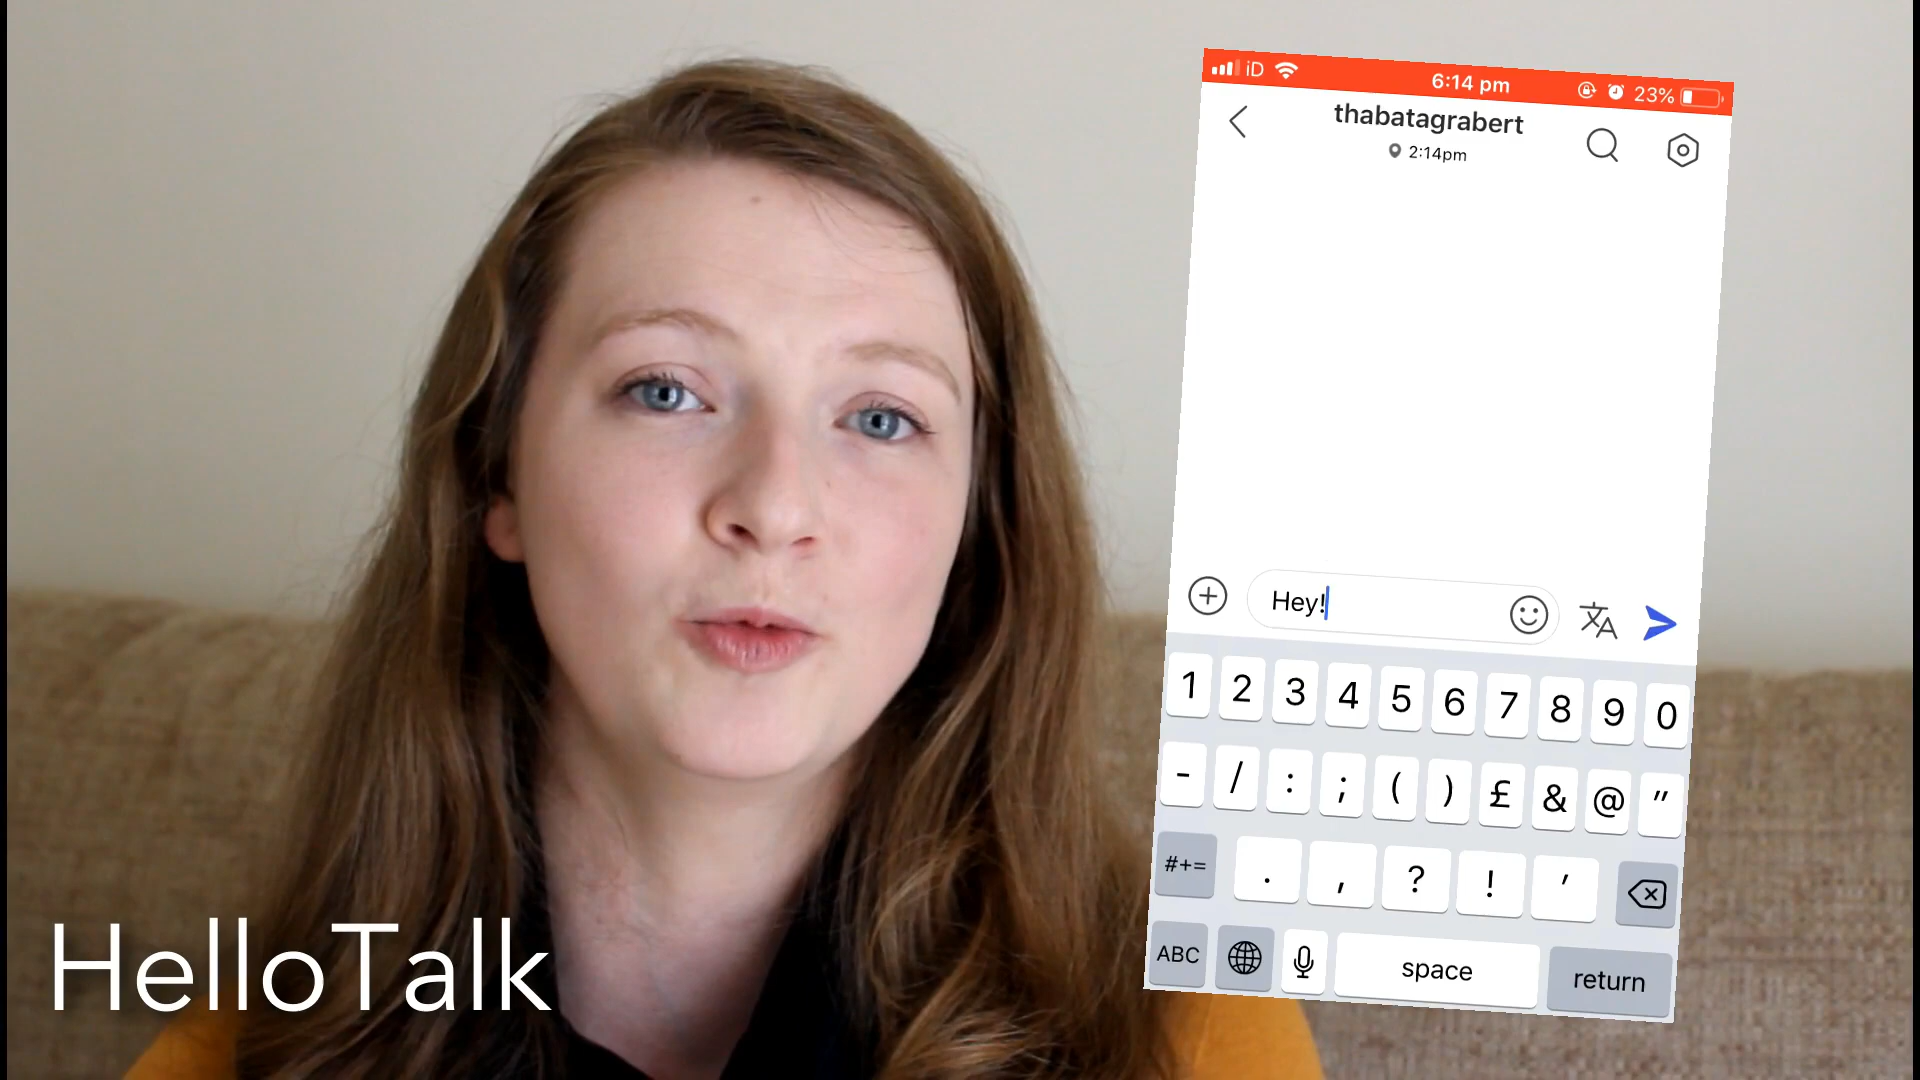 iD 6:14 pm 23%
thabatagrabert
2:14pm
Hey!
1 2 3 4 5 6 7 8 9 0
- / : ; ( ) £ & @ "
#+= . , ? ! '
ABC space return
HelloTalk